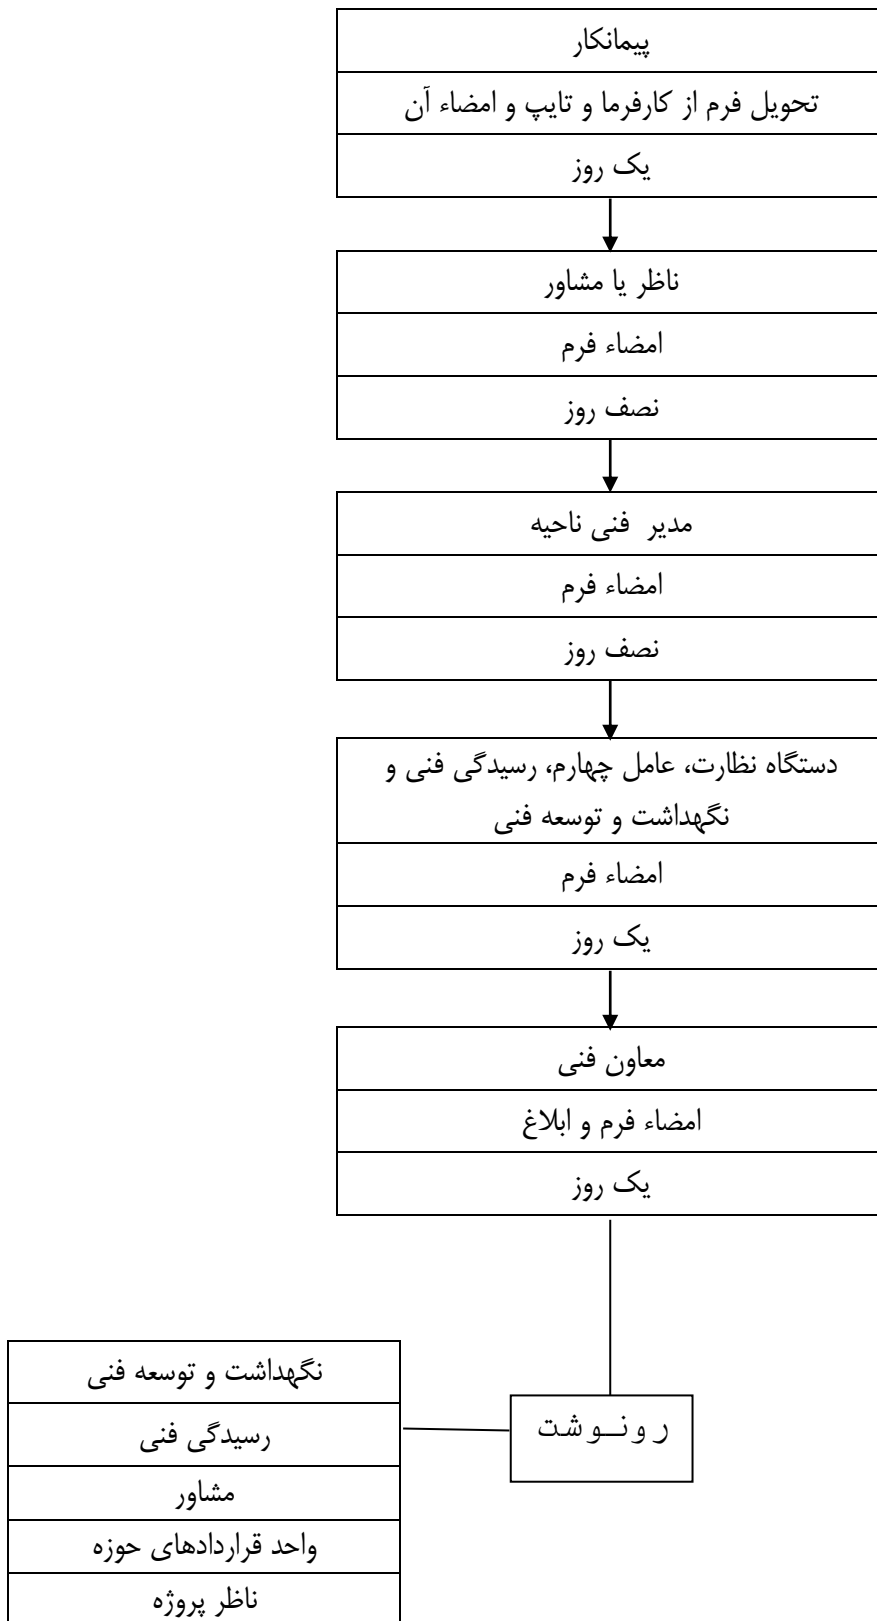 پیمانکار
تحویل فرم از کارفرما و تایپ و امضاء آن
یک روز
ناظر یا مشاور
امضاء فرم
نصف روز
مدیر فنی ناحیه
امضاء فرم
نصف روز
دستگاه نظارت، عامل چهارم، رسیدگی فنی و
نگهداشت و توسعه فنی
امضاء فرم
یک روز
معاون فنی
امضاء فرم و ابلاغ
یک روز
رونـوشت
نگهداشت و توسعه فنی
رسیدگی فنی
مشاور
واحد قراردادهای حوزه
ناظر پروژه